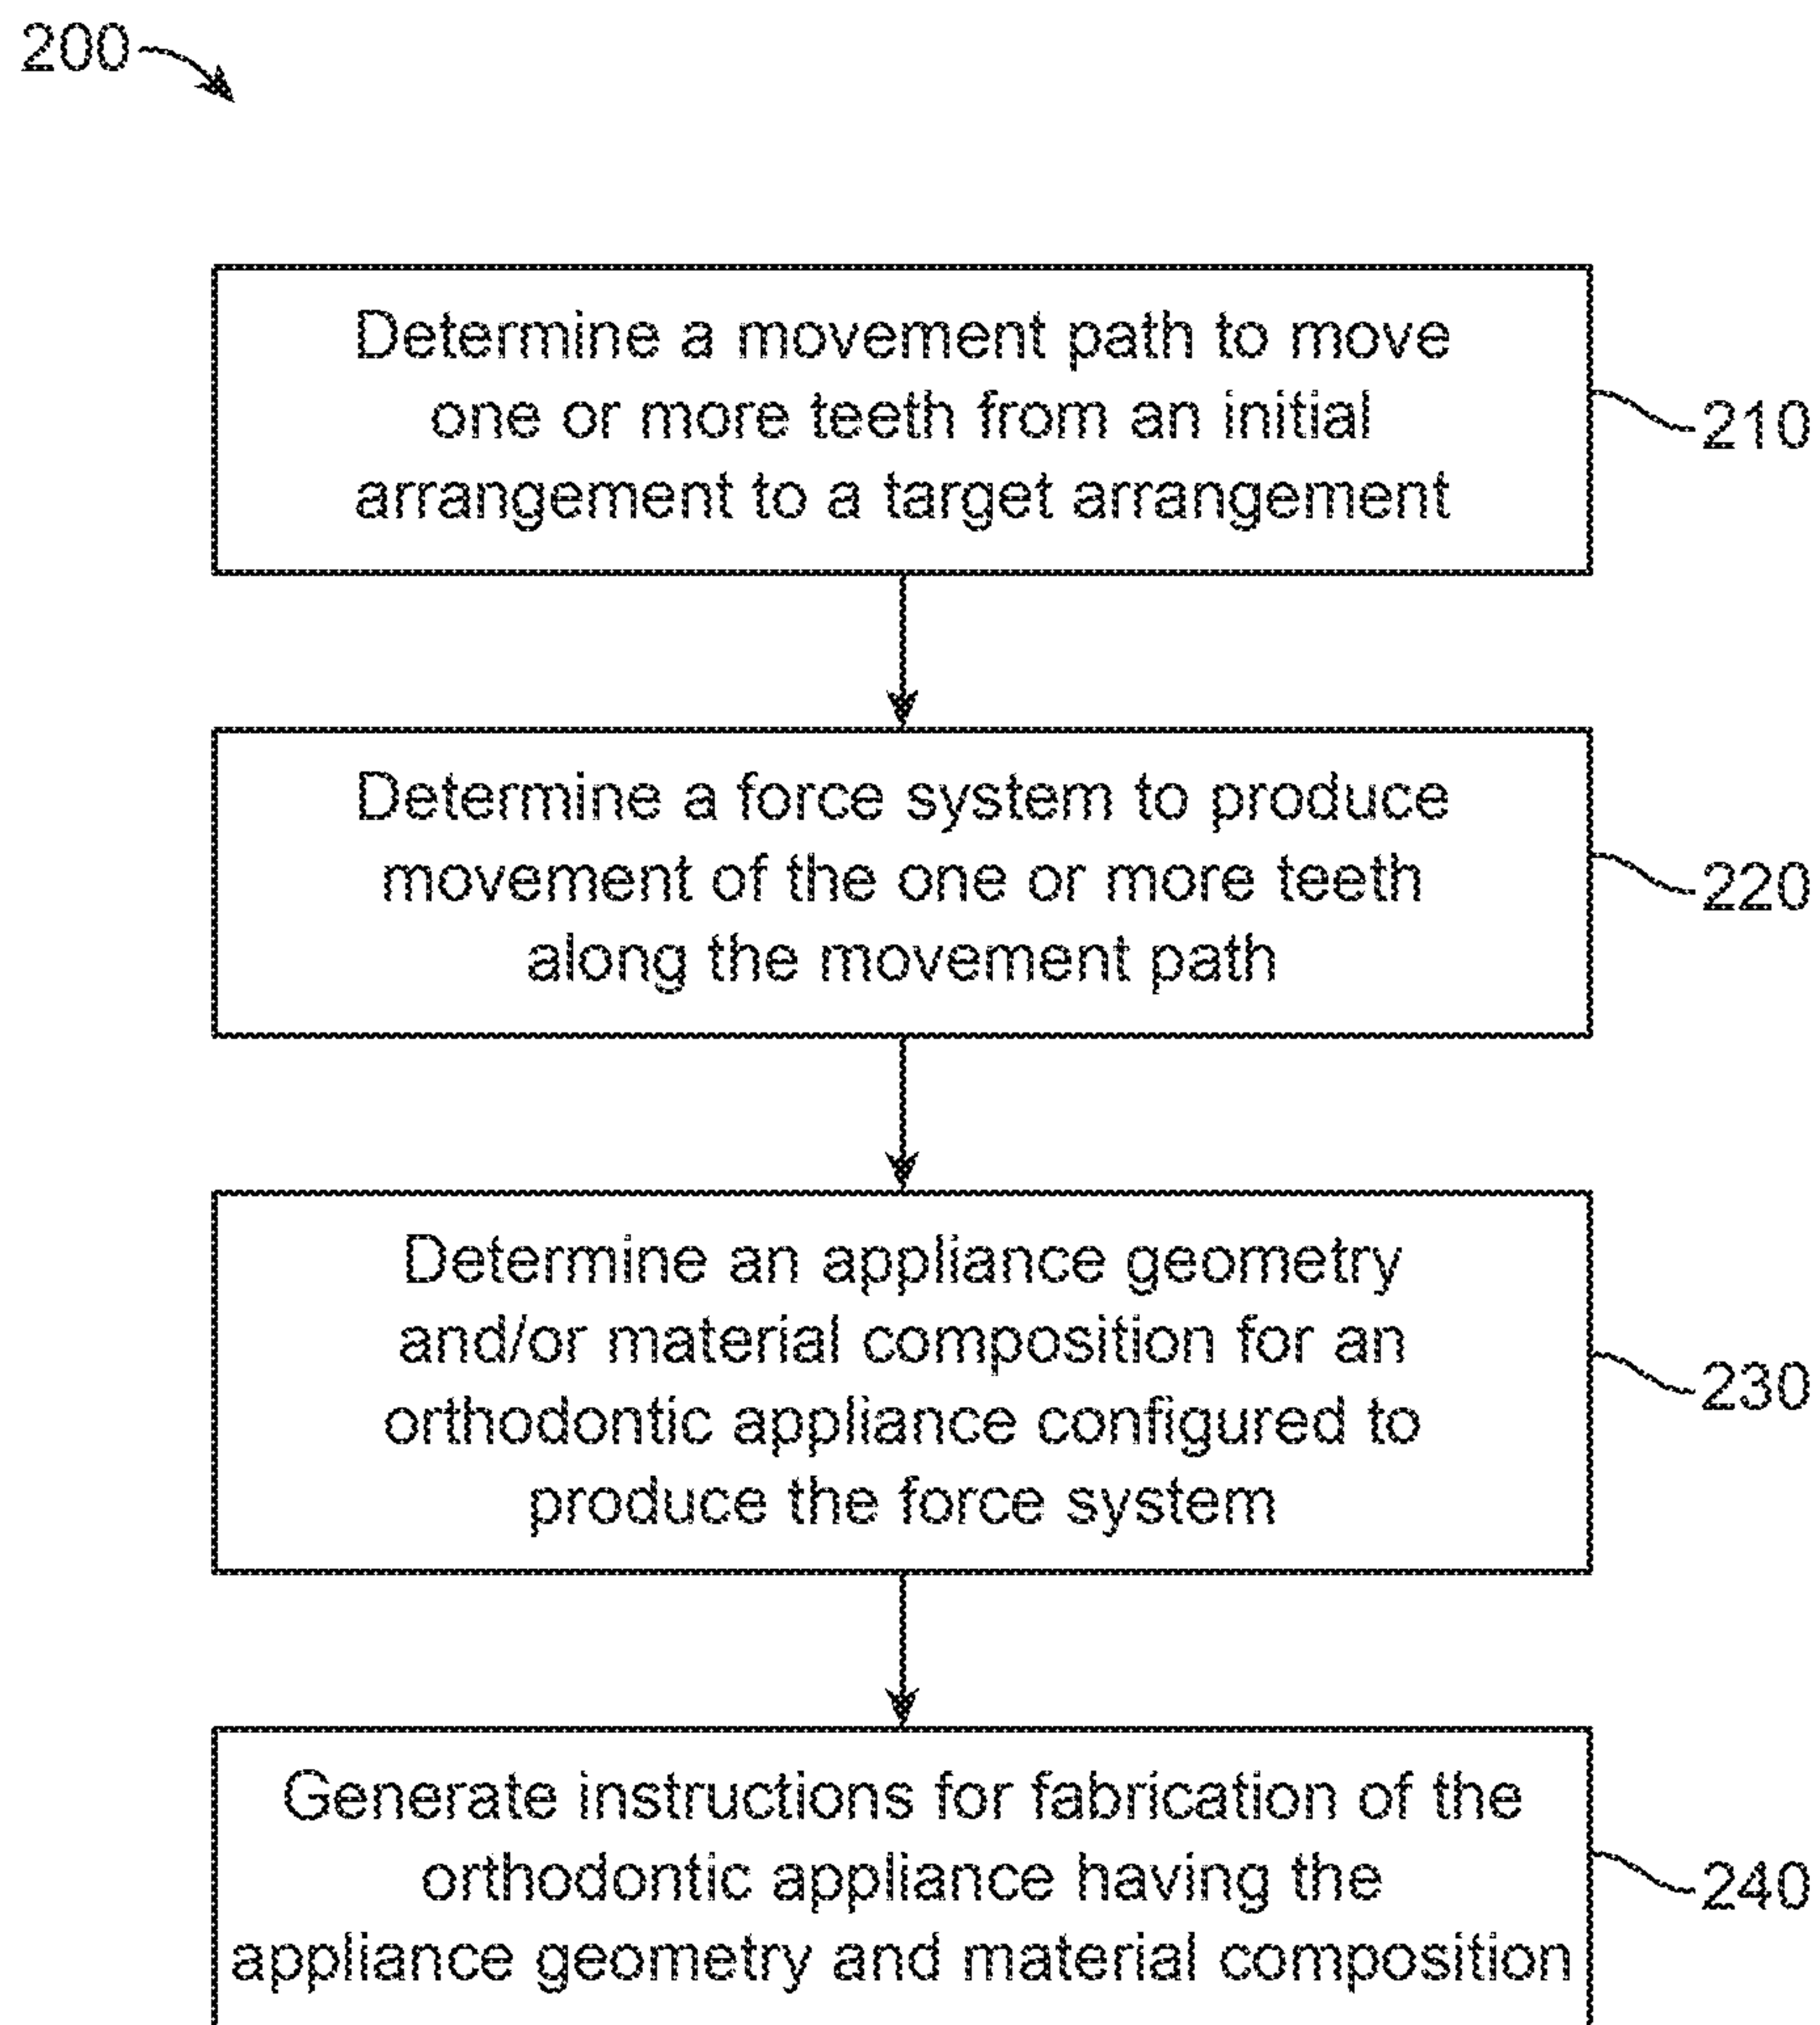 200
Determine a movement path to move
one or more teeth from an initial
arrangement to a target arrangement
210
Determine a force system to produce
movement of the one or more teeth
along the movement path
220
Determine an appliance geometry
and/or material composition for an
orthodontic appliance configured to
produce the force system
230
Generate instructions for fabrication of the
orthodontic appliance having the
appliance geometry and material composition
240